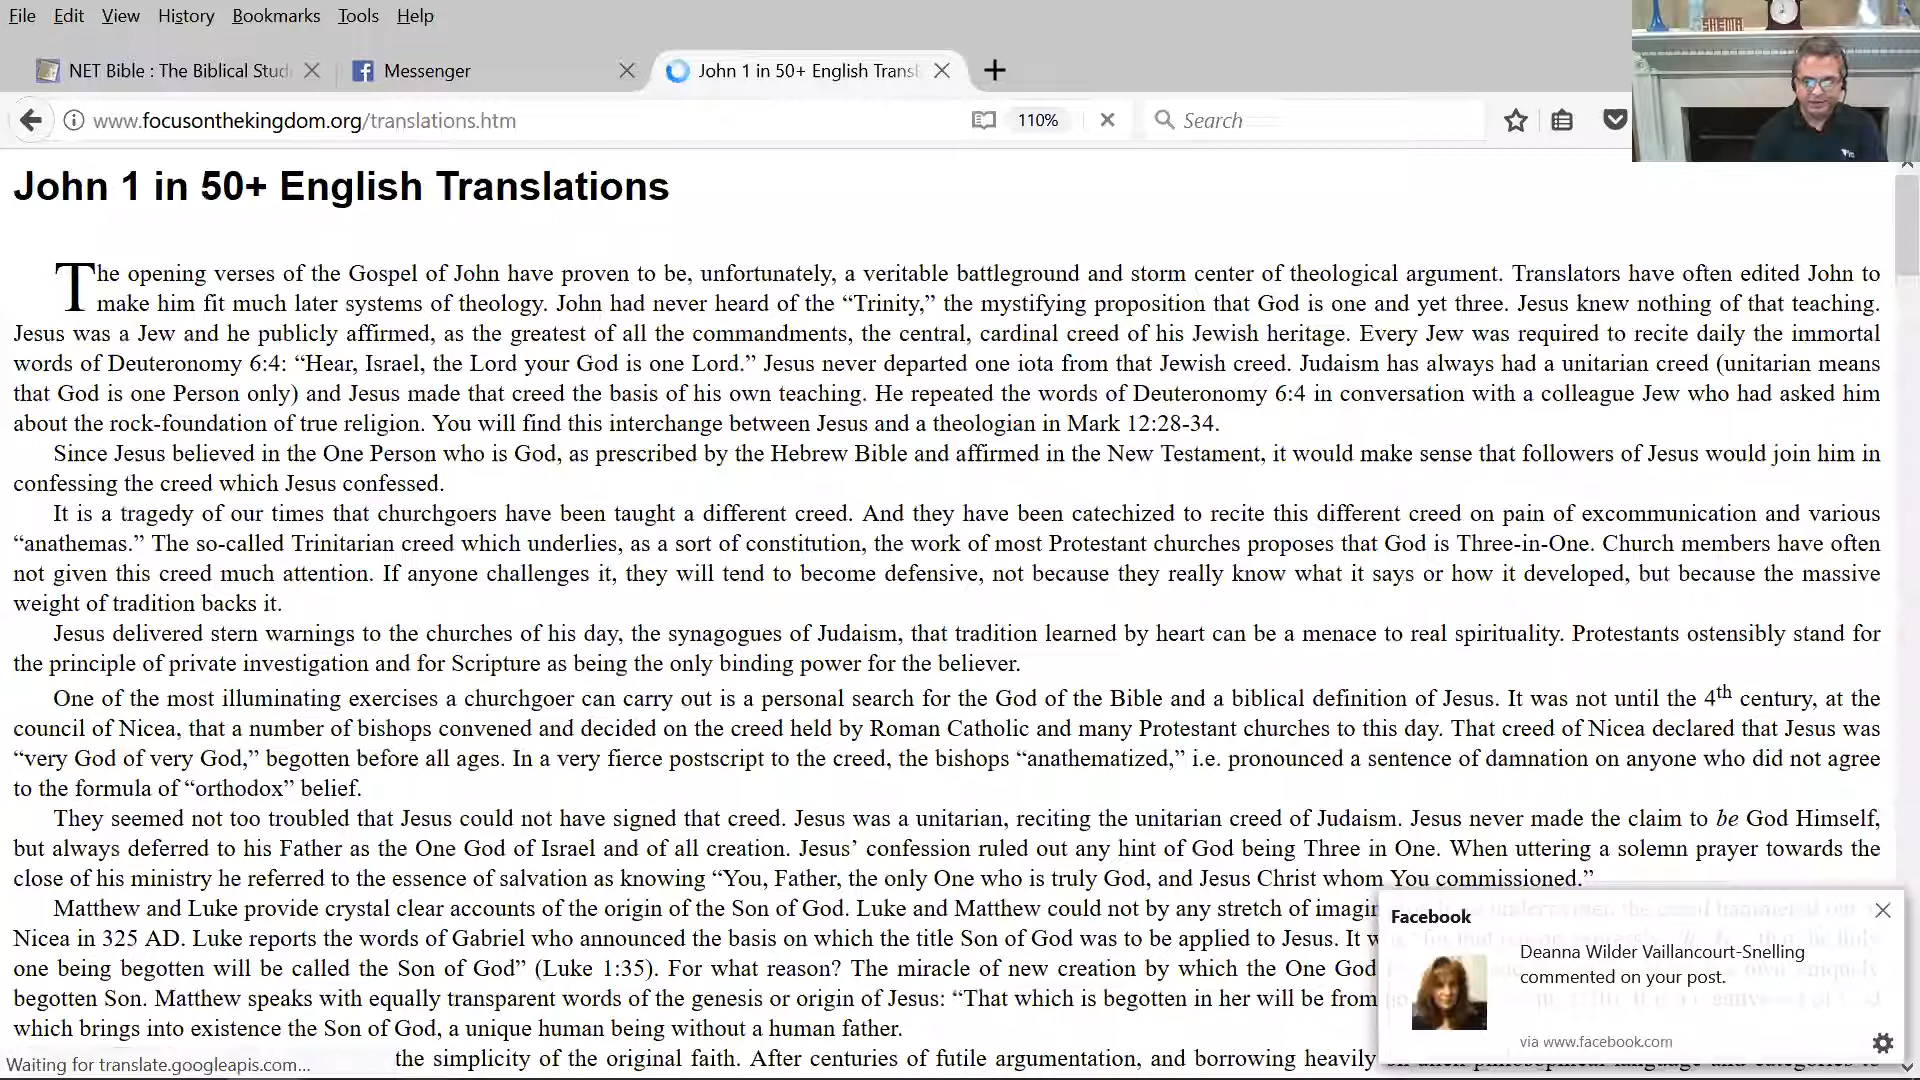 File Edit View History Bookmarks Tools Help
NET Bible : The Biblical Stud
Messenger
John 1 in 50+ English Transl
www.focusonthekingdom.org/translations.htm
110%
Search
SHEMA
John 1 in 50+ English Translations
The opening verses of the Gospel of John have proven to be, unfortunately, a veritable battleground and storm center of theological argument. Translators have often edited John to
make him fit much later systems of theology. John had never heard of the “Trinity,” the mystifying proposition that God is one and yet three. Jesus knew nothing of that teaching.
Jesus was a Jew and he publicly affirmed, as the greatest of all the commandments, the central, cardinal creed of his Jewish heritage. Every Jew was required to recite daily the immortal
words of Deuteronomy 6:4: “Hear, Israel, the Lord your God is one Lord.” Jesus never departed one iota from that Jewish creed. Judaism has always had a unitarian creed (unitarian means
that God is one Person only) and Jesus made that creed the basis of his own teaching. He repeated the words of Deuteronomy 6:4 in conversation with a colleague Jew who had asked him
about the rock-foundation of true religion. You will find this interchange between Jesus and a theologian in Mark 12:28-34.
Since Jesus believed in the One Person who is God, as prescribed by the Hebrew Bible and affirmed in the New Testament, it would make sense that followers of Jesus would join him in
confessing the creed which Jesus confessed.
It is a tragedy of our times that churchgoers have been taught a different creed. And they have been catechized to recite this different creed on pain of excommunication and various
“anathemas.” The so-called Trinitarian creed which underlies, as a sort of constitution, the work of most Protestant churches proposes that God is Three-in-One. Church members have often
not given this creed much attention. If anyone challenges it, they will tend to become defensive, not because they really know what it says or how it developed, but because the massive
weight of tradition backs it.
Jesus delivered stern warnings to the churches of his day, the synagogues of Judaism, that tradition learned by heart can be a menace to real spirituality. Protestants ostensibly stand for
the principle of private investigation and for Scripture as being the only binding power for the believer.
One of the most illuminating exercises a churchgoer can carry out is a personal search for the God of the Bible and a biblical definition of Jesus. It was not until the 4th century, at the
council of Nicea, that a number of bishops convened and decided on the creed held by Roman Catholic and many Protestant churches to this day. That creed of Nicea declared that Jesus was
“very God of very God,” begotten before all ages. In a very fierce postscript to the creed, the bishops “anathematized,” i.e. pronounced a sentence of damnation on anyone who did not agree
to the formula of “orthodox” belief.
They seemed not too troubled that Jesus could not have signed that creed. Jesus was a unitarian, reciting the unitarian creed of Judaism. Jesus never made the claim to be God Himself,
but always deferred to his Father as the One God of Israel and of all creation. Jesus’ confession ruled out any hint of God being Three in One. When uttering a solemn prayer towards the
close of his ministry he referred to the essence of salvation as knowing “You, Father, the only One who is truly God, and Jesus Christ whom You commissioned.”
Matthew and Luke provide crystal clear accounts of the origin of the Son of God. Luke and Matthew could not by any stretch of imagin
Nicea in 325 AD. Luke reports the words of Gabriel who announced the basis on which the title Son of God was to be applied to Jesus. It w
one being begotten will be called the Son of God” (Luke 1:35). For what reason? The miracle of new creation by which the One God
begotten Son. Matthew speaks with equally transparent words of the genesis or origin of Jesus: “That which is begotten in her will be from
which brings into existence the Son of God, a unique human being without a human father.
the simplicity of the original faith. After centuries of futile argumentation, and borrowing heavily
Facebook
Deanna Wilder Vaillancourt-Snelling
commented on your post.
via www.facebook.com
Waiting for translate.googleapis.com...